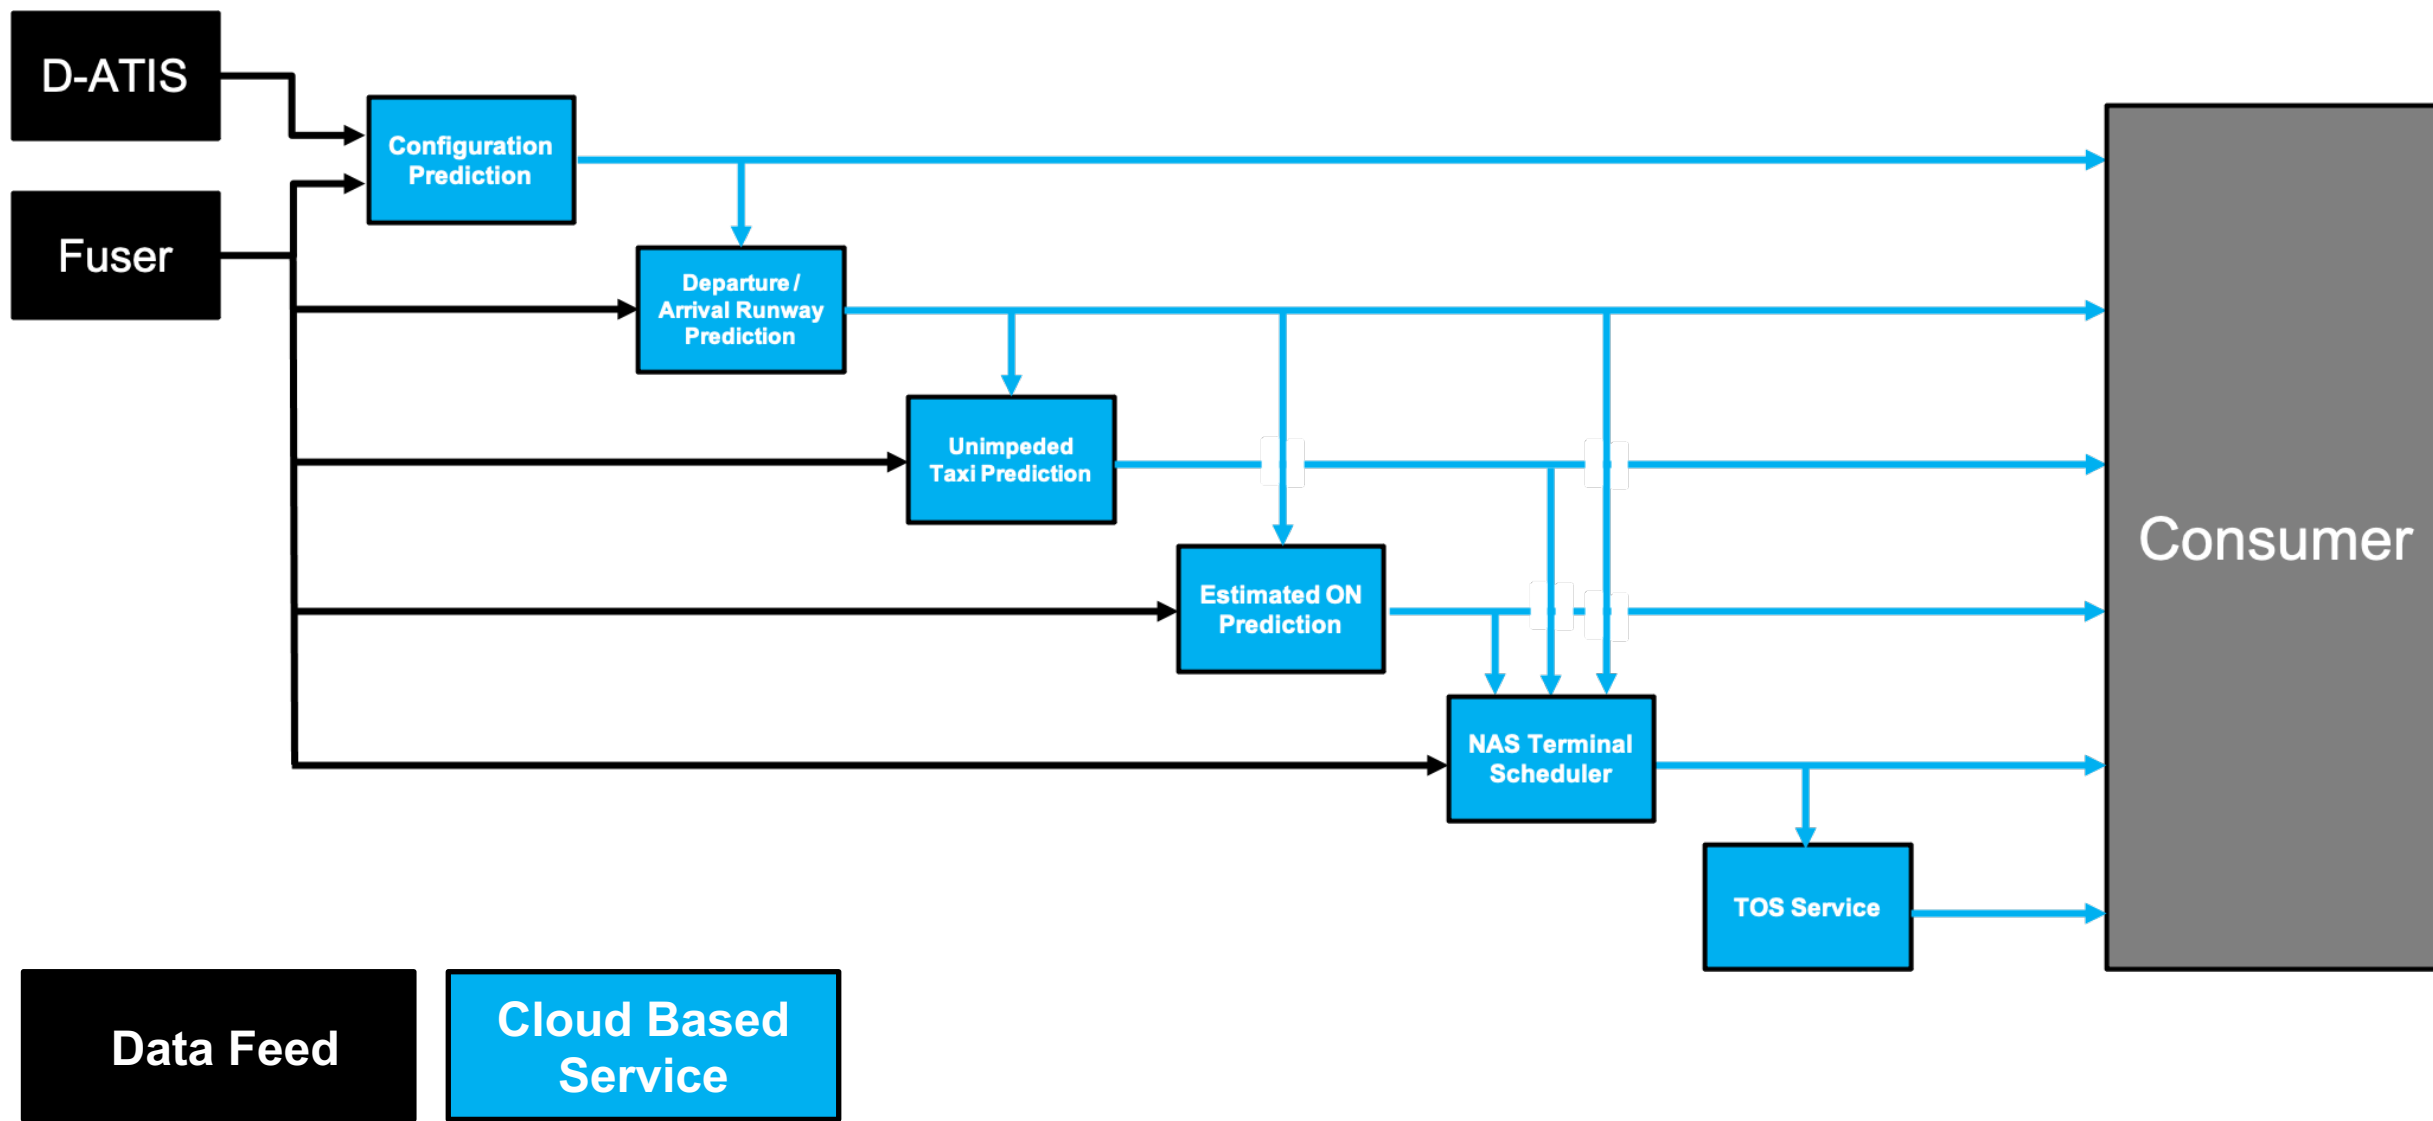 D-ATIS
Configuration
Prediction
Fuser
Departure /
Arrival Runway
Prediction
Unimpeded
Taxi Prediction
Estimated ON
Prediction
Consumer
NAS Terminal
Scheduler
TOS Service
Data Feed
Cloud Based
Service